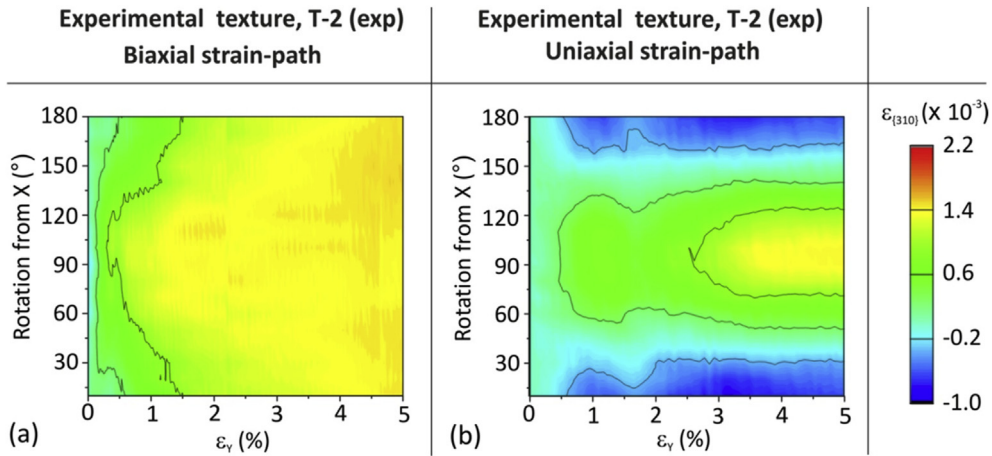 Experimental texture, T-2 (exp)
Biaxial strain-path
Experimental texture, T-2 (exp)
Uniaxial strain-path
180
150
120
90
60
30
Rotation from X (°)
0 1 2 3 4 5
εY (%)
(a)
180
150
120
90
60
30
Rotation from X (°)
0 1 2 3 4 5
εY (%)
(b)
ε{310} (x 10-3)
2.2
1.4
0.6
-0.2
-1.0